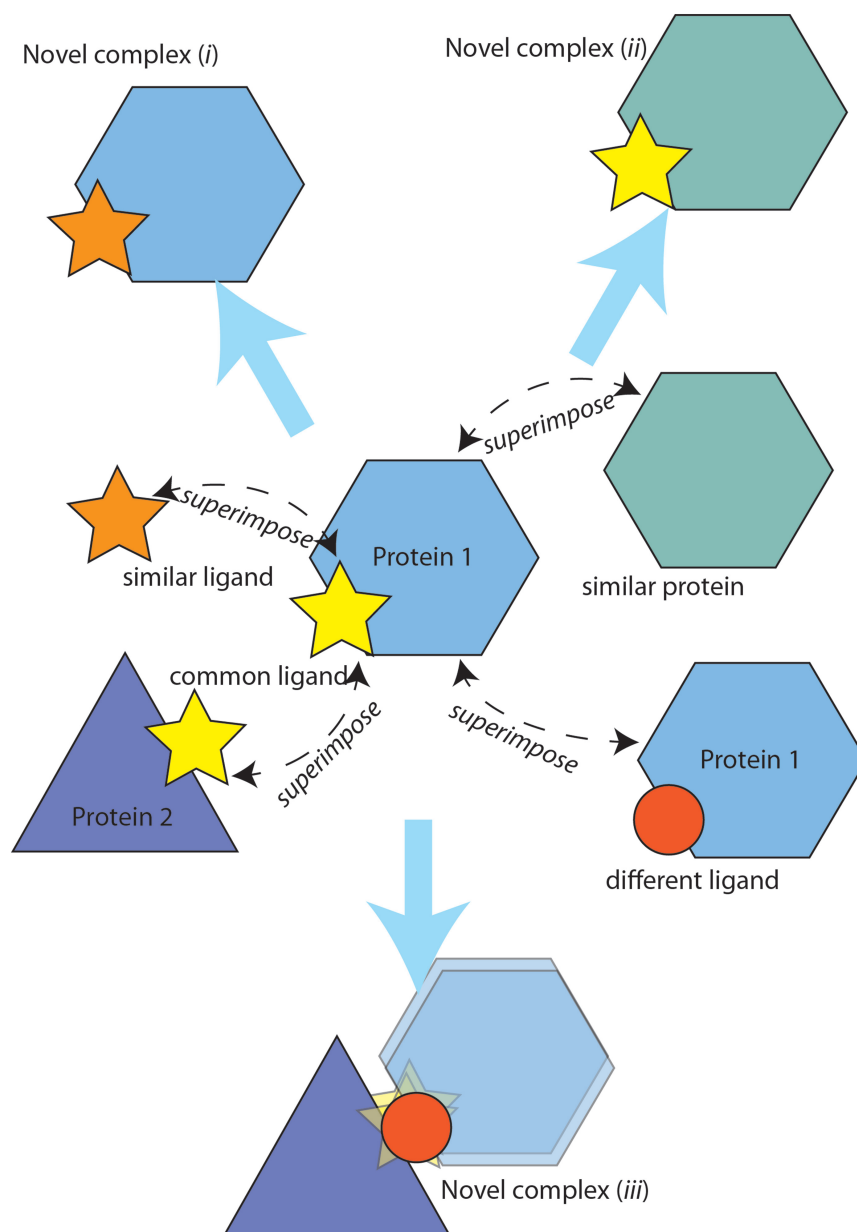 Novel complex (i)
Novel complex (ii)
superimpose
superimpose
Protein 1
similar ligand
similar protein
common ligand
superimpose
superimpose
Protein 1
Protein 2
different ligand
Novel complex (iii)